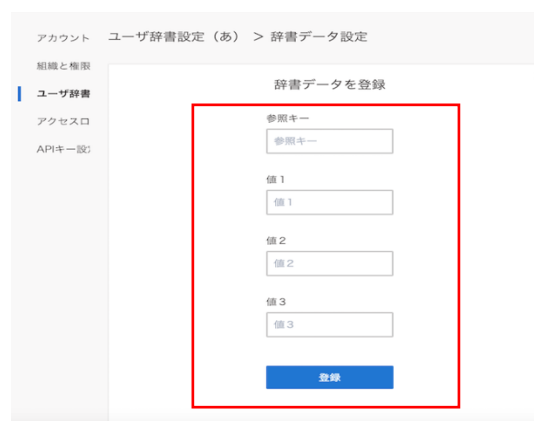 アカウント
組織と権限
ユーザ辞書
アクセスロ
APIキー設
ユーザ辞書設定（あ） > 辞書データ設定
辞書データを登録
参照キー
参照キー
値1
値1
値2
値2
値3
値3
登録